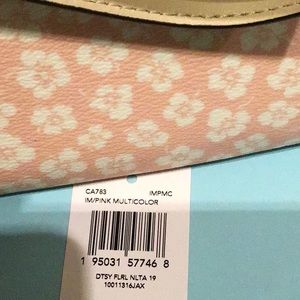 CA783 IMPMC
IM/PINK MULTICOLOR
1 95031 57746 8
DTSY FLRL NLTA 19
10011316JAX